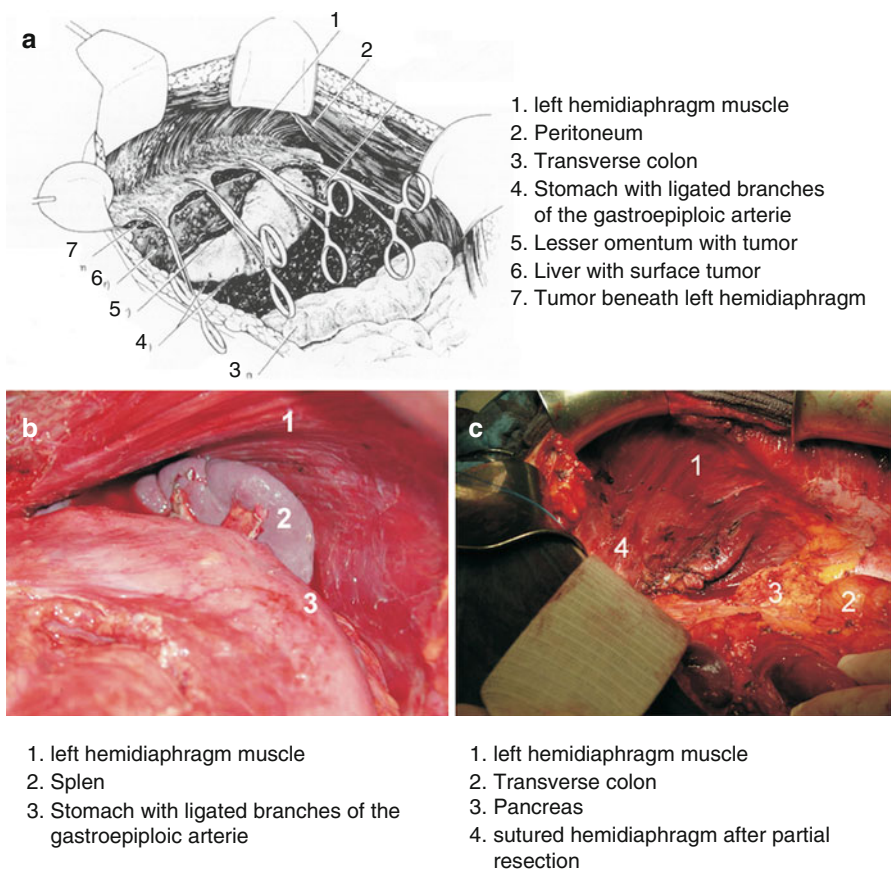 a
1
2
7
6
5
4
3
1. left hemidiaphragm muscle
2. Peritoneum
3. Transverse colon
4. Stomach with ligated branches
of the gastroepiploic arterie
5. Lesser omentum with tumor
6. Liver with surface tumor
7. Tumor beneath left hemidiaphragm
b
1
2
3
c
1
4
3
2
1. left hemidiaphragm muscle
2. Splen
3. Stomach with ligated branches of the
gastroepiploic arterie
1. left hemidiaphragm muscle
2. Transverse colon
3. Pancreas
4. sutured hemidiaphragm after partial
resection